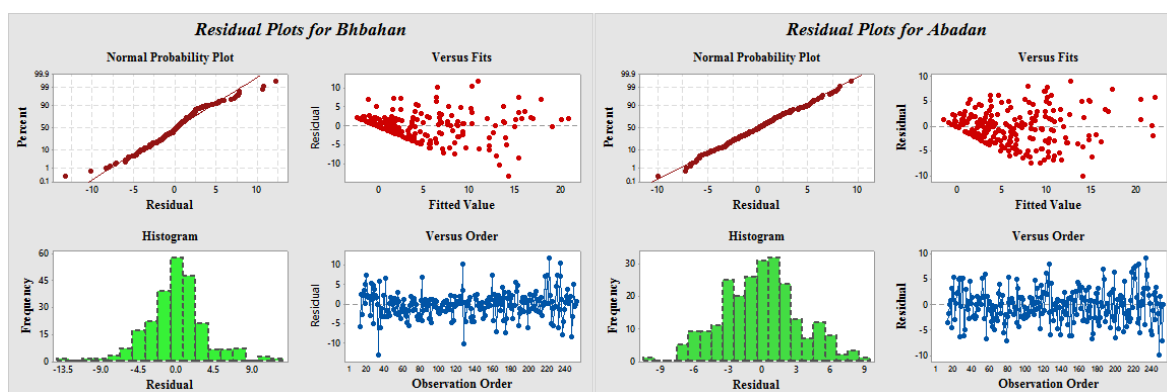 Residual Plots for Bhbahan
Normal Probability Plot
Percent
99.9
99
90
50
10
1
0.1
-10 -5 0 5 10
Residual
Versus Fits
Residual
10
5
0
-5
-10
0 5 10 15 20
Fitted Value
Histogram
Frequency
60
45
30
15
0
-13.5 -9.0 -4.5 0.0 4.5 9.0
Residual
Versus Order
Residual
10
5
0
-5
-10
1 20 40 60 80 100 120 140 160 180 200 220 240
Observation Order
Residual Plots for Abadan
Normal Probability Plot
Percent
99.9
99
90
50
10
1
0.1
-10 -5 0 5 10
Residual
Versus Fits
Residual
10
5
0
-5
-10
0 5 10 15 20
Fitted Value
Histogram
Frequency
30
20
10
0
-9 -6 -3 0 3 6 9
Residual
Versus Order
Residual
10
5
0
-5
-10
1 20 40 60 80 100 120 140 160 180 200 220 240
Observation Order